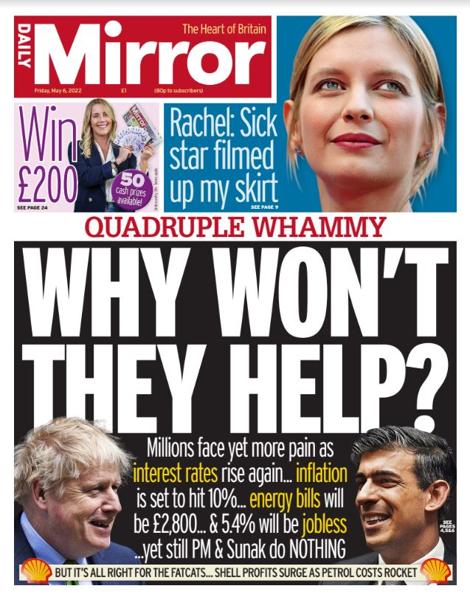 DAILY
Mirror
The Heart of Britain
Friday, May 6, 2022
£1
(80p to subscribers)
Win
£200
SEE PAGE 24
50
cash prizes
available!
Rachel: Sick
star filmed
up my skirt
SEE PAGE 9
QUADRUPLE WHAMMY
WHY WON'T
THEY HELP?
Millions face yet more pain as
interest rates rise again... inflation
is set to hit 10%... energy bills will
be £2,800... & 5.4% will be jobless
...yet still PM & Sunak do NOTHING
SEE
PAGES
4,5&6
BUT IT'S ALL RIGHT FOR THE FATCATS... SHELL PROFITS SURGE AS PETROL COSTS ROCKET